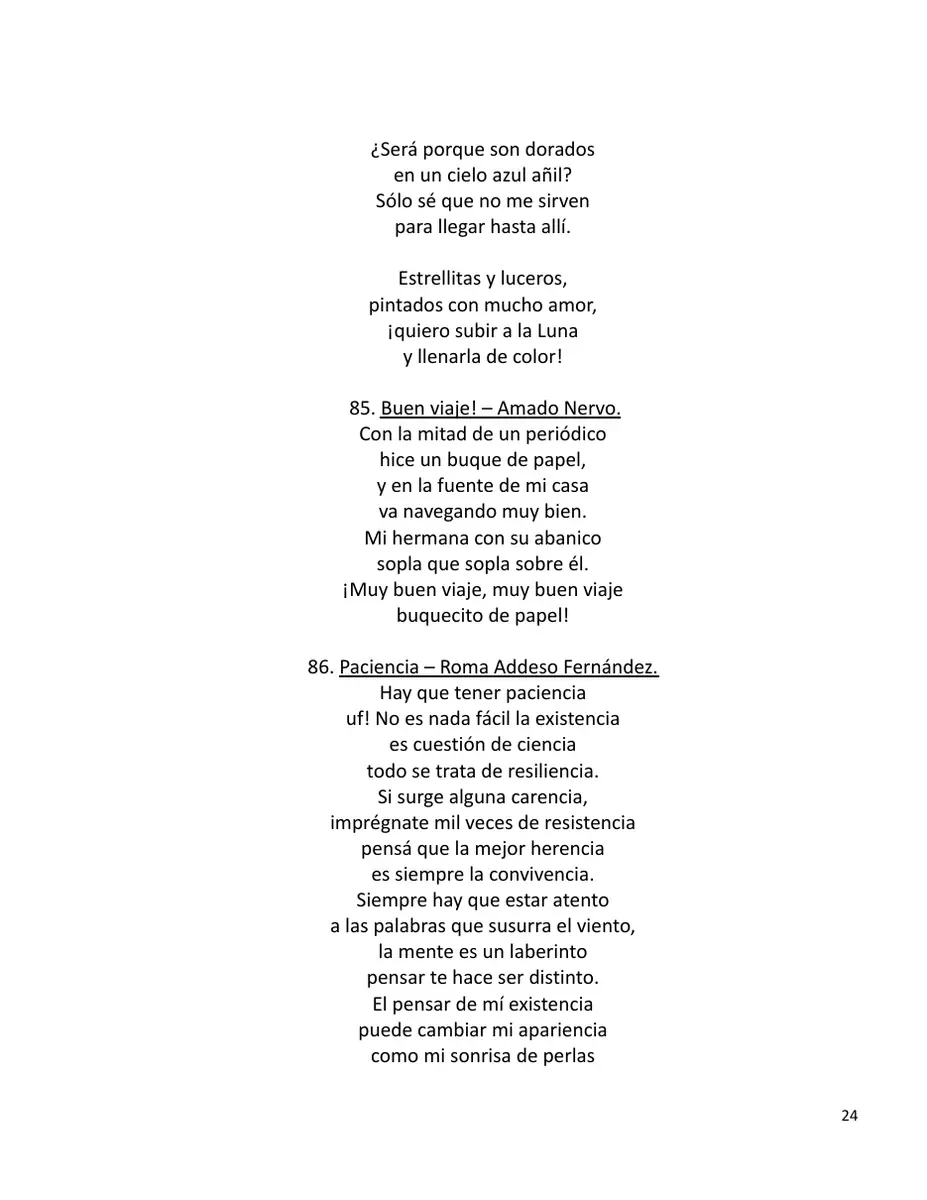 ¿Será porque son dorados
en un cielo azul añil?
Sólo sé que no me sirven
para llegar hasta allí.
Estrellitas y luceros,
pintados con mucho amor,
¡quiero subir a la Luna
y llenarla de color!
85. Buen viaje! – Amado Nervo.
Con la mitad de un periódico
hice un buque de papel,
y en la fuente de mi casa
va navegando muy bien.
Mi hermana con su abanico
sopla que sopla sobre él.
¡Muy buen viaje, muy buen viaje
buquecito de papel!
86. Paciencia – Roma Addeso Fernández.
Hay que tener paciencia
uf! No es nada fácil la existencia
es cuestión de ciencia
todo se trata de resiliencia.
Si surge alguna carencia,
imprégnate mil veces de resistencia
pensá que la mejor herencia
es siempre la convivencia.
Siempre hay que estar atento
a las palabras que susurra el viento,
la mente es un laberinto
pensar te hace ser distinto.
El pensar de mí existencia
puede cambiar mi apariencia
como mi sonrisa de perlas
24